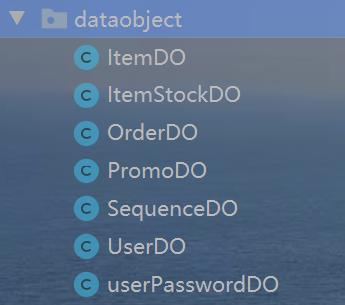 dataobject
ItemDO
ItemStockDO
OrderDO
PromoDO
SequenceDO
UserDO
userPasswordDO